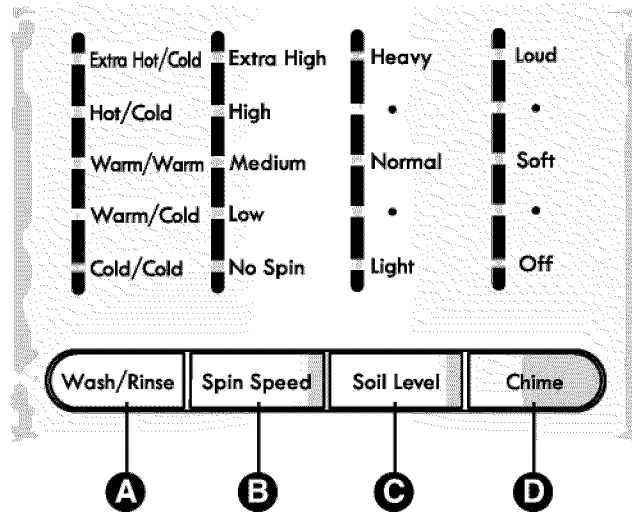 Extra Hot/Cold Extra High Heavy Loud
Hot/Cold High •  •
Warm/Warm Medium Normal Soft
Warm/Cold Low • •
Cold/Cold No Spin Light Off
Wash/Rinse Spin Speed Soil Level Chime
A B C D